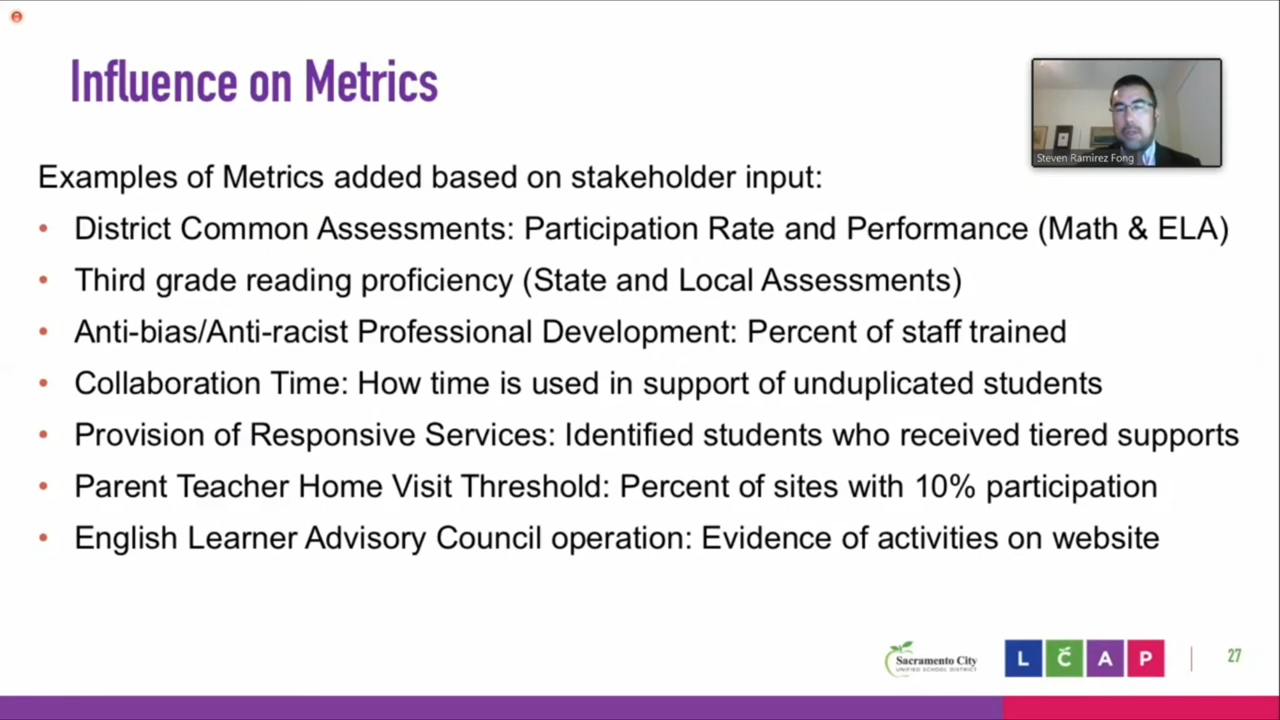 Influence on Metrics
Steven Ramirez Fong
Examples of Metrics added based on stakeholder input:
• District Common Assessments: Participation Rate and Performance (Math & ELA)
• Third grade reading proficiency (State and Local Assessments)
• Anti-bias/Anti-racist Professional Development: Percent of staff trained
• Collaboration Time: How time is used in support of unduplicated students
• Provision of Responsive Services: Identified students who received tiered supports
• Parent Teacher Home Visit Threshold: Percent of sites with 10% participation
• English Learner Advisory Council operation: Evidence of activities on website
Sacramento City
UNIFIED SCHOOL DISTRICT
L C A P
27